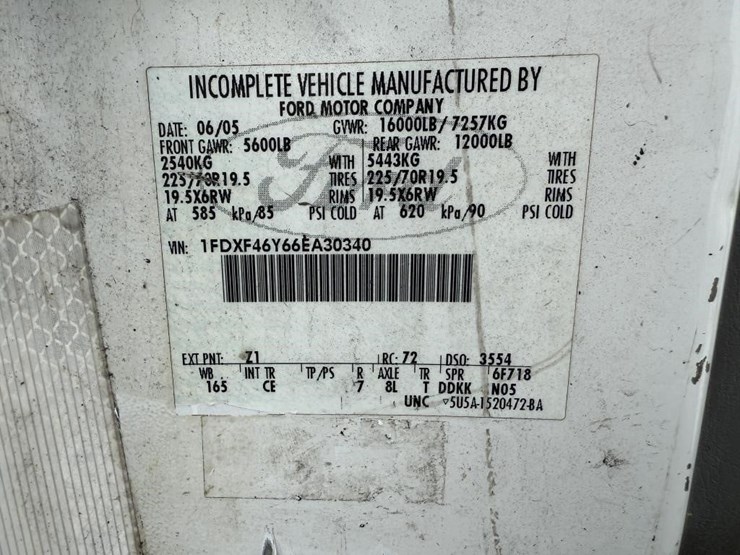 INCOMPLETE VEHICLE MANUFACTURED BY
FORD MOTOR COMPANY
DATE: 06/05 GVWR: 16000LB/7257KG
FRONT GAWR: 5600LB REAR GAWR: 12000LB
2540KG WITH 5443KG WITH
225/70R19.5 TIRES 225/70R19.5 TIRES
19.5X6RW RIMS 19.5X6RW RIMS
AT 585 kPa/85 PSI COLD AT 620 kPa/90 PSI COLD
Ford
VIN: 1FDXF46Y66EA30340
EXT PNT: Z1 RC: 72 DSO: 3554
WB INT TR TP/PS R AXLE TR SPR 6F718
165 CE 7 8L T DDKK N05
UNC ▽5U5A-1520472-BA